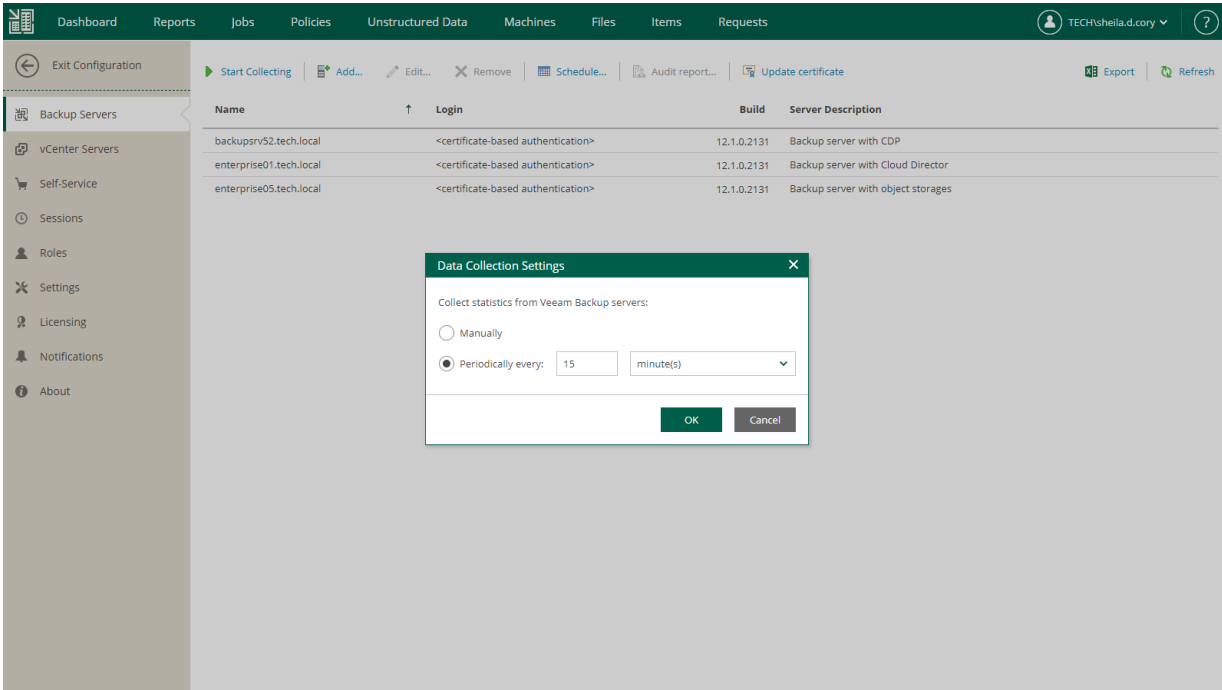 Dashboard Reports Jobs Policies Unstructured Data Machines Files Items Requests TECH\sheila.d.cory ?
Exit Configuration
Start Collecting Add... Edit... Remove Schedule... Audit report... Update certificate Export Refresh
Backup Servers
vCenter Servers
Self-Service
Sessions
Roles
Settings
Licensing
Notifications
About
Name ↑ Login Build Server Description
backupsrv52.tech.local <certificate-based authentication> 12.1.0.2131 Backup server with CDP
enterprise01.tech.local <certificate-based authentication> 12.1.0.2131 Backup server with Cloud Director
enterprise05.tech.local <certificate-based authentication> 12.1.0.2131 Backup server with object storages
Data Collection Settings
Collect statistics from Veeam Backup servers:
Manually
Periodically every: 15 minute(s)
OK Cancel